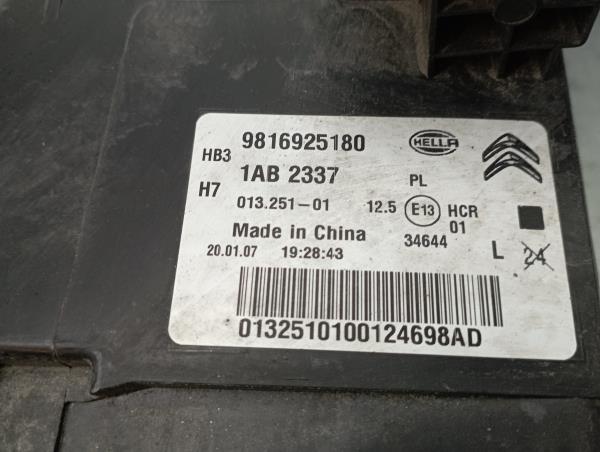 9816925180
HELLA
HB3
1AB 2337
PL
H7
013.251-01
12.5
E13
HCR
01
34644
Made in China
20.01.07 19:28:43
L
24
0132510100124698AD